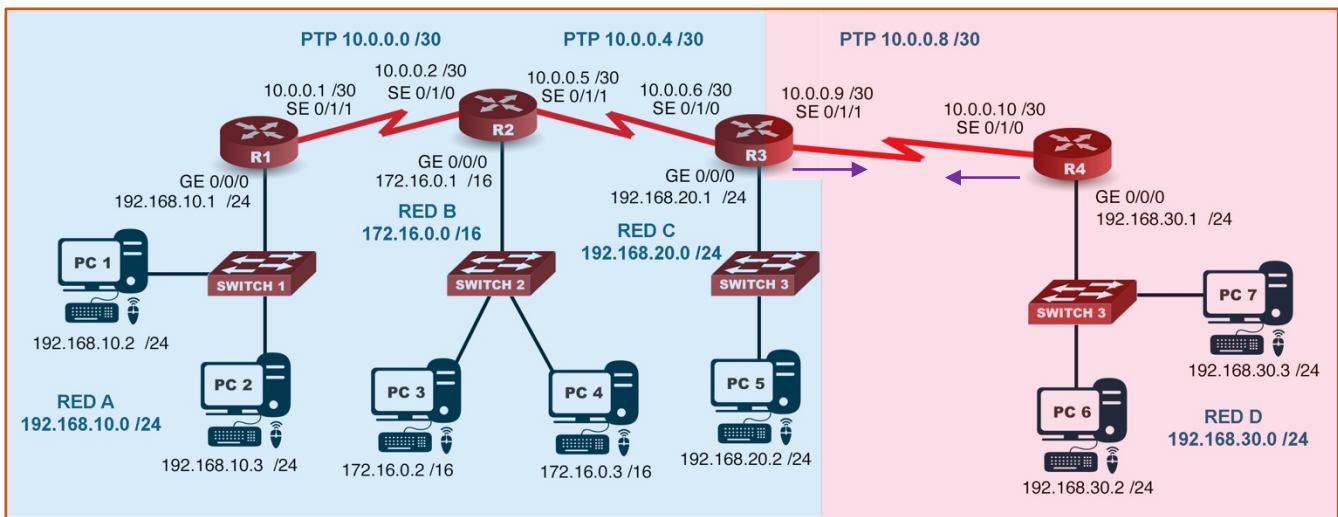 PTP 10.0.0.0 /30
PTP 10.0.0.4 /30
PTP 10.0.0.8 /30
10.0.0.1 /30
SE 0/1/1
10.0.0.2 /30
SE 0/1/0
10.0.0.5 /30
SE 0/1/1
10.0.0.6 /30
SE 0/1/0
10.0.0.9 /30
SE 0/1/1
10.0.0.10 /30
SE 0/1/0
R1
R2
R3
R4
GE 0/0/0
192.168.10.1 /24
GE 0/0/0
172.16.0.1 /16
RED B
172.16.0.0 /16
GE 0/0/0
192.168.20.1 /24
RED C
192.168.20.0 /24
GE 0/0/0
192.168.30.1 /24
PC 1
192.168.10.2 /24
SWITCH 1
SWITCH 2
SWITCH 3
SWITCH 3
PC 7
192.168.30.3 /24
RED A
192.168.10.0 /24
PC 2
192.168.10.3 /24
PC 3
172.16.0.2 /16
PC 4
172.16.0.3 /16
PC 5
192.168.20.2 /24
PC 6
192.168.30.2 /24
RED D
192.168.30.0 /24